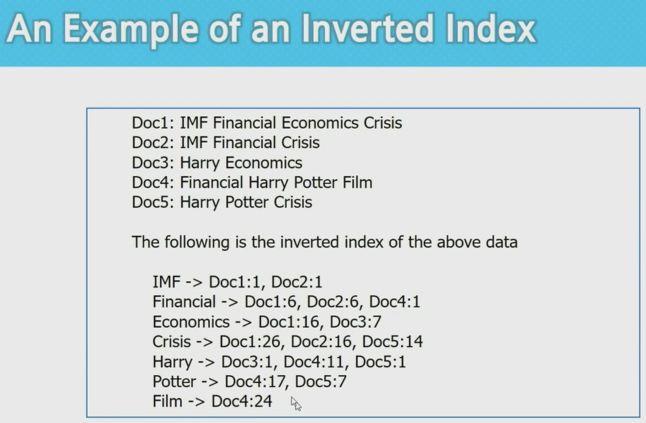 An Example of an Inverted Index
Doc1: IMF Financial Economics Crisis
Doc2: IMF Financial Crisis
Doc3: Harry Economics
Doc4: Financial Harry Potter Film
Doc5: Harry Potter Crisis
The following is the inverted index of the above data
IMF -> Doc1:1, Doc2:1
Financial -> Doc1:6, Doc2:6, Doc4:1
Economics -> Doc1:16, Doc3:7
Crisis -> Doc1:26, Doc2:16, Doc5:14
Harry -> Doc3:1, Doc4:11, Doc5:1
Potter -> Doc4:17, Doc5:7
Film -> Doc4:24